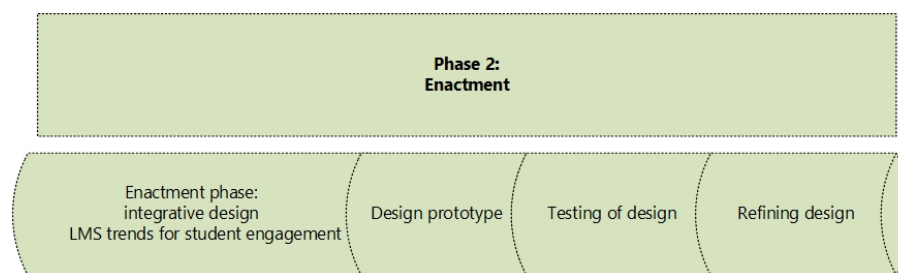 Phase 2:
Enactment
Enactment phase:
integrative design
LMS trends for student engagement
Design prototype
Testing of design
Refining design